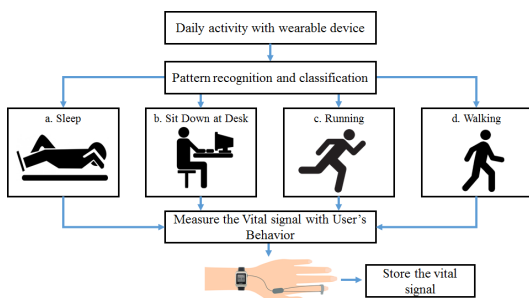 Daily activity with wearable device
Pattern recognition and classification
a. Sleep
b. Sit Down at Desk
c. Running
d. Walking
Measure the Vital signal with User's
Behavior
Store the vital
signal